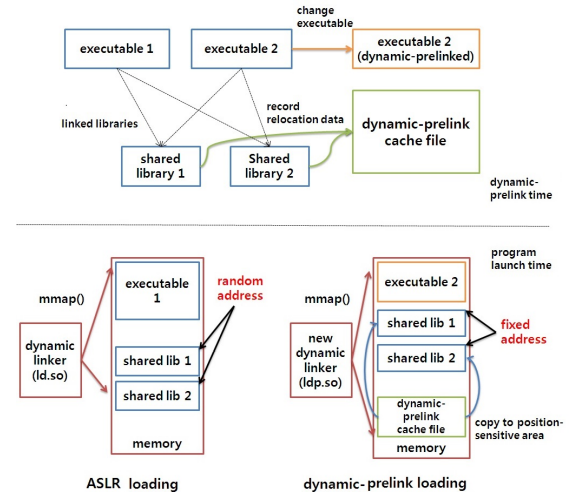 change
executable
executable 1
executable 2
executable 2
(dynamic-prelinked)
linked libraries
record
relocation data
dynamic-prelink
cache file
shared
library 1
Shared
library 2
dynamic-
prelink time
program
launch time
mmap()
executable
1
random
address
dynamic
linker
(ld.so)
shared lib 1
shared lib 2
memory
ASLR loading
mmap()
executable 2
new
dynamic
linker
(ldp.so)
shared lib 1
shared lib 2
fixed
address
dynamic-
prelink
cache file
copy to position-
sensitive area
memory
dynamic-prelink loading